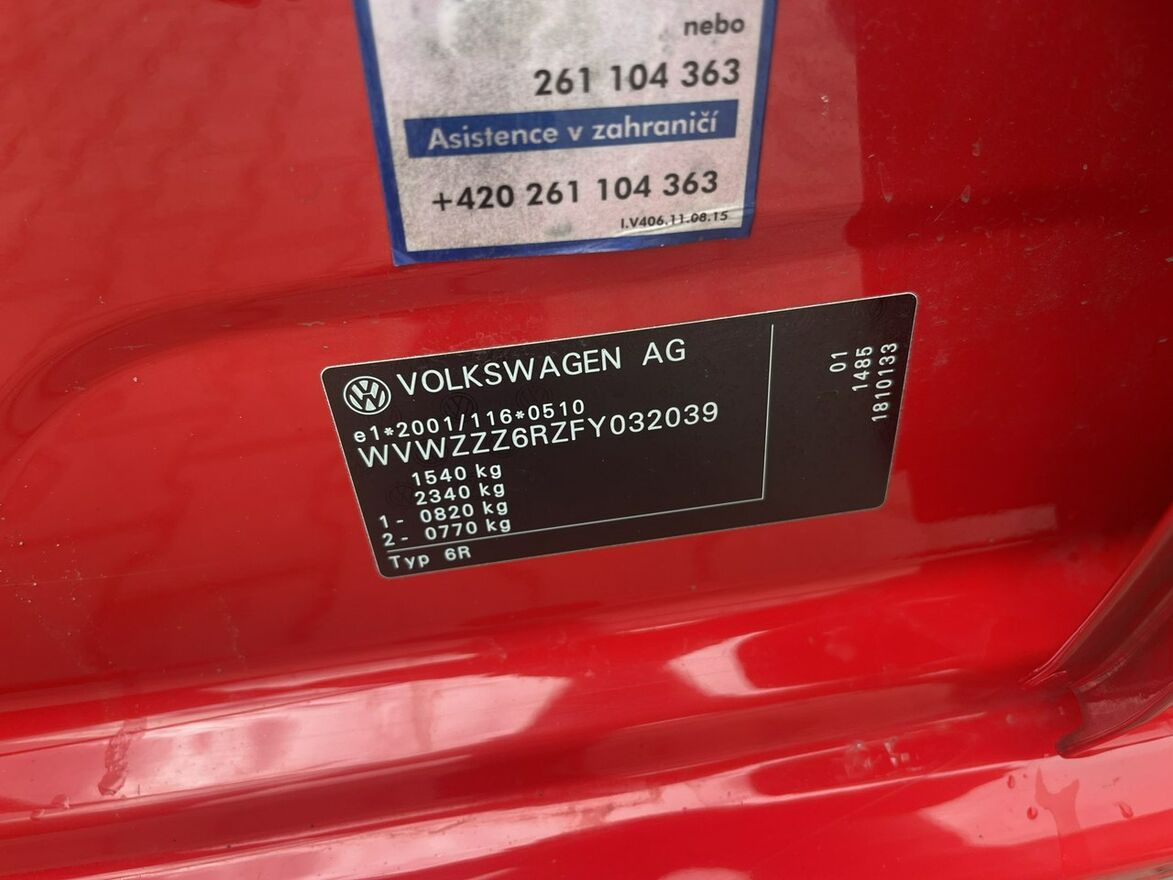 nebo
261 104 363
Asistence v zahraničí
+420 261 104 363
I.V406.11.08.15
VOLKSWAGEN AG
e1*2001/116*0510
WVWZZZ6RZFY032039
1540 kg
2340 kg
1- 0820 kg
2- 0770 kg
Typ 6R
01
1485
1810133